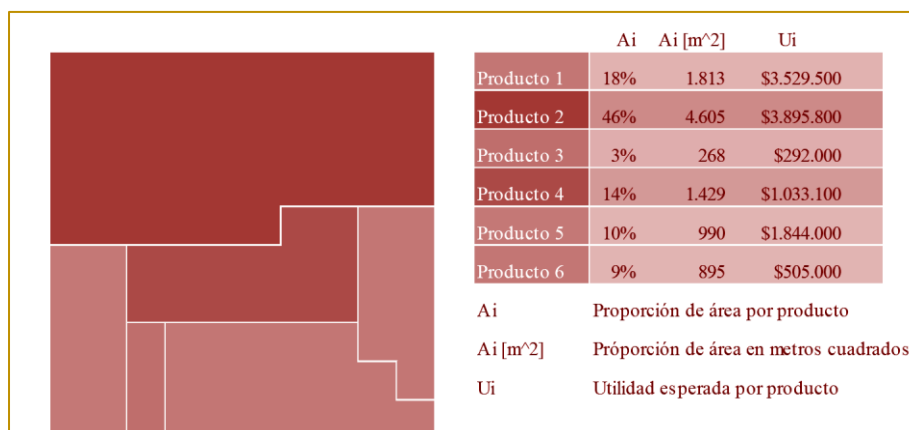 Ai Ai [m^2] Ui
Producto 1 18% 1.813 $3.529.500
Producto 2 46% 4.605 $3.895.800
Producto 3 3% 268 $292.000
Producto 4 14% 1.429 $1.033.100
Producto 5 10% 990 $1.844.000
Producto 6 9% 895 $505.000
Ai Proporción de área por producto
Ai [m^2] Próporción de área en metros cuadrados
Ui Utilidad esperada por producto